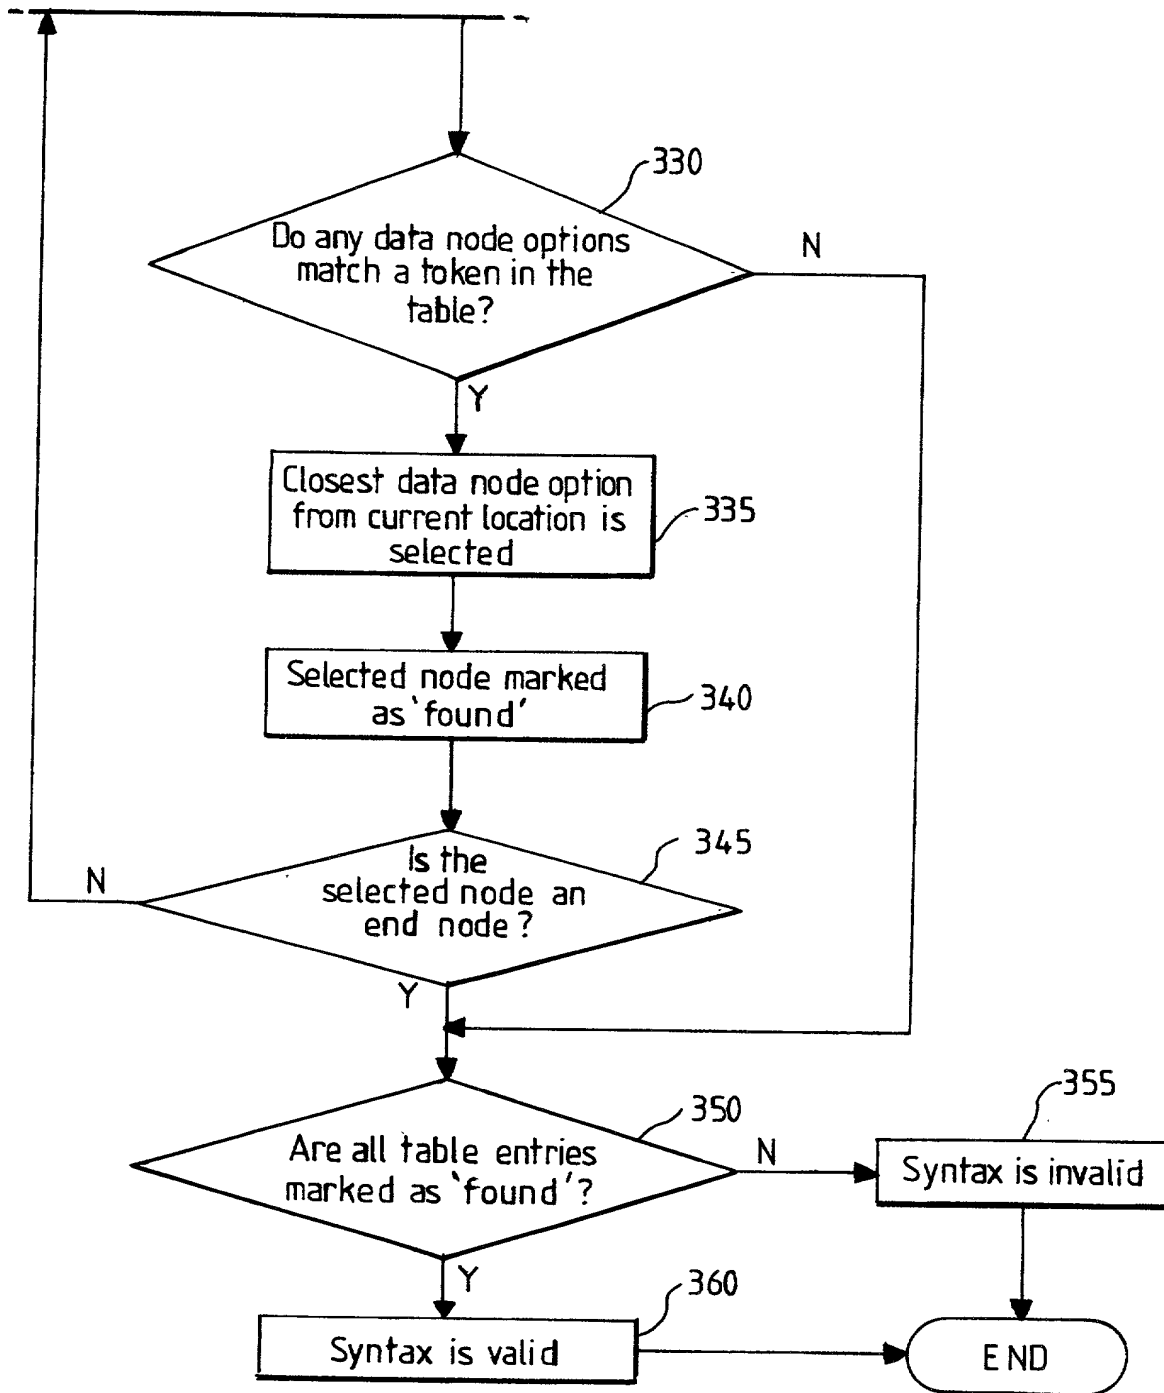 330
Do any data node options
match a token in the
table?
N
Y
Closest data node option
from current location is
selected
335
Selected node marked
as 'found'
340
345
Is the
selected node an
end node?
N
Y
355
350
Are all table entries
marked as 'found'?
N
Syntax is invalid
Y
360
Syntax is valid
END